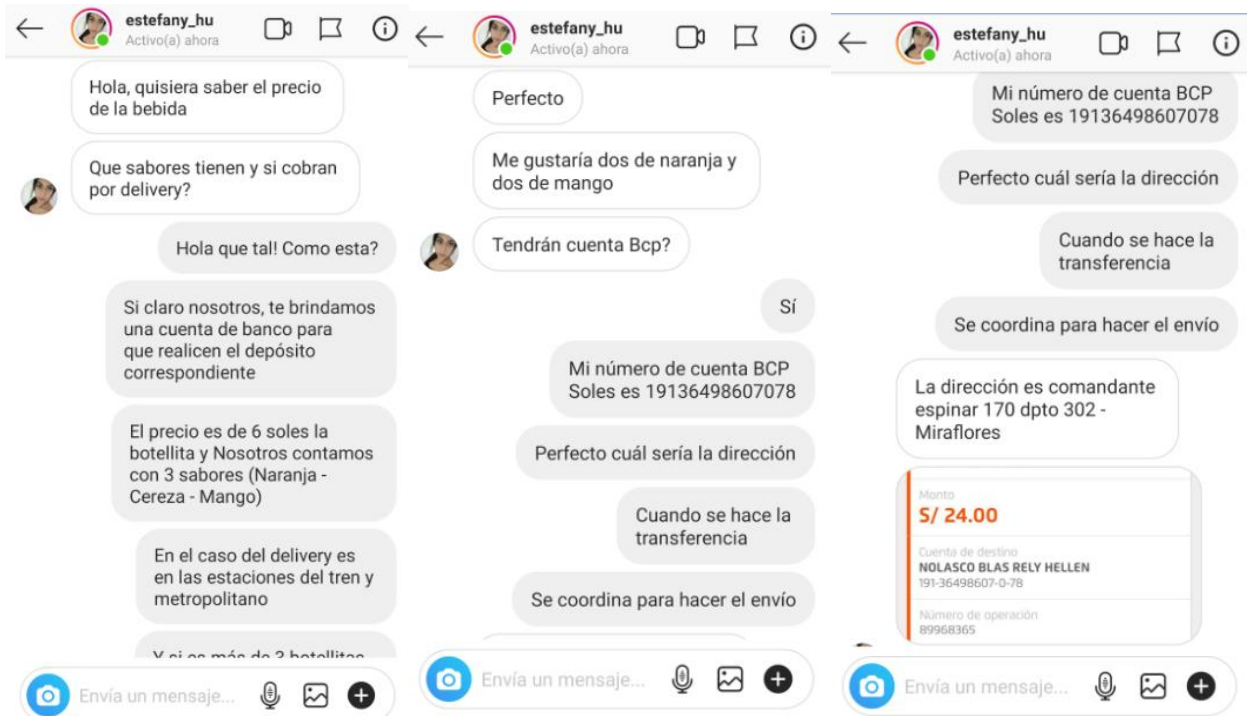 estefany_hu
Activo(a) ahora
Hola, quisiera saber el precio
de la bebida
Que sabores tienen y si cobran
por delivery?
Hola que tal! Como esta?
Si claro nosotros, te brindamos
una cuenta de banco para
que realicen el depósito
correspondiente
El precio es de 6 soles la
botellita y Nosotros contamos
con 3 sabores (Naranja -
Cereza - Mango)
En el caso del delivery es
en las estaciones del tren y
metropolitano
Y si es más de 3 botellitas
Envía un mensaje...
estefany_hu
Activo(a) ahora
Perfecto
Me gustaría dos de naranja y
dos de mango
Tendrán cuenta Bcp?
Sí
Mi número de cuenta BCP
Soles es 19136498607078
Perfecto cuál sería la dirección
Cuando se hace la
transferencia
Se coordina para hacer el envío
Envía un mensaje...
estefany_hu
Activo(a) ahora
Mi número de cuenta BCP
Soles es 19136498607078
Perfecto cuál sería la dirección
Cuando se hace la
transferencia
Se coordina para hacer el envío
La dirección es comandante
espinar 170 dpto 302 -
Miraflores
Monto
S/ 24.00
Cuenta de destino
NOLASCO BLAS RELY HELLEN
191-36498607-0-78
Número de operación
89968365
Envía un mensaje...